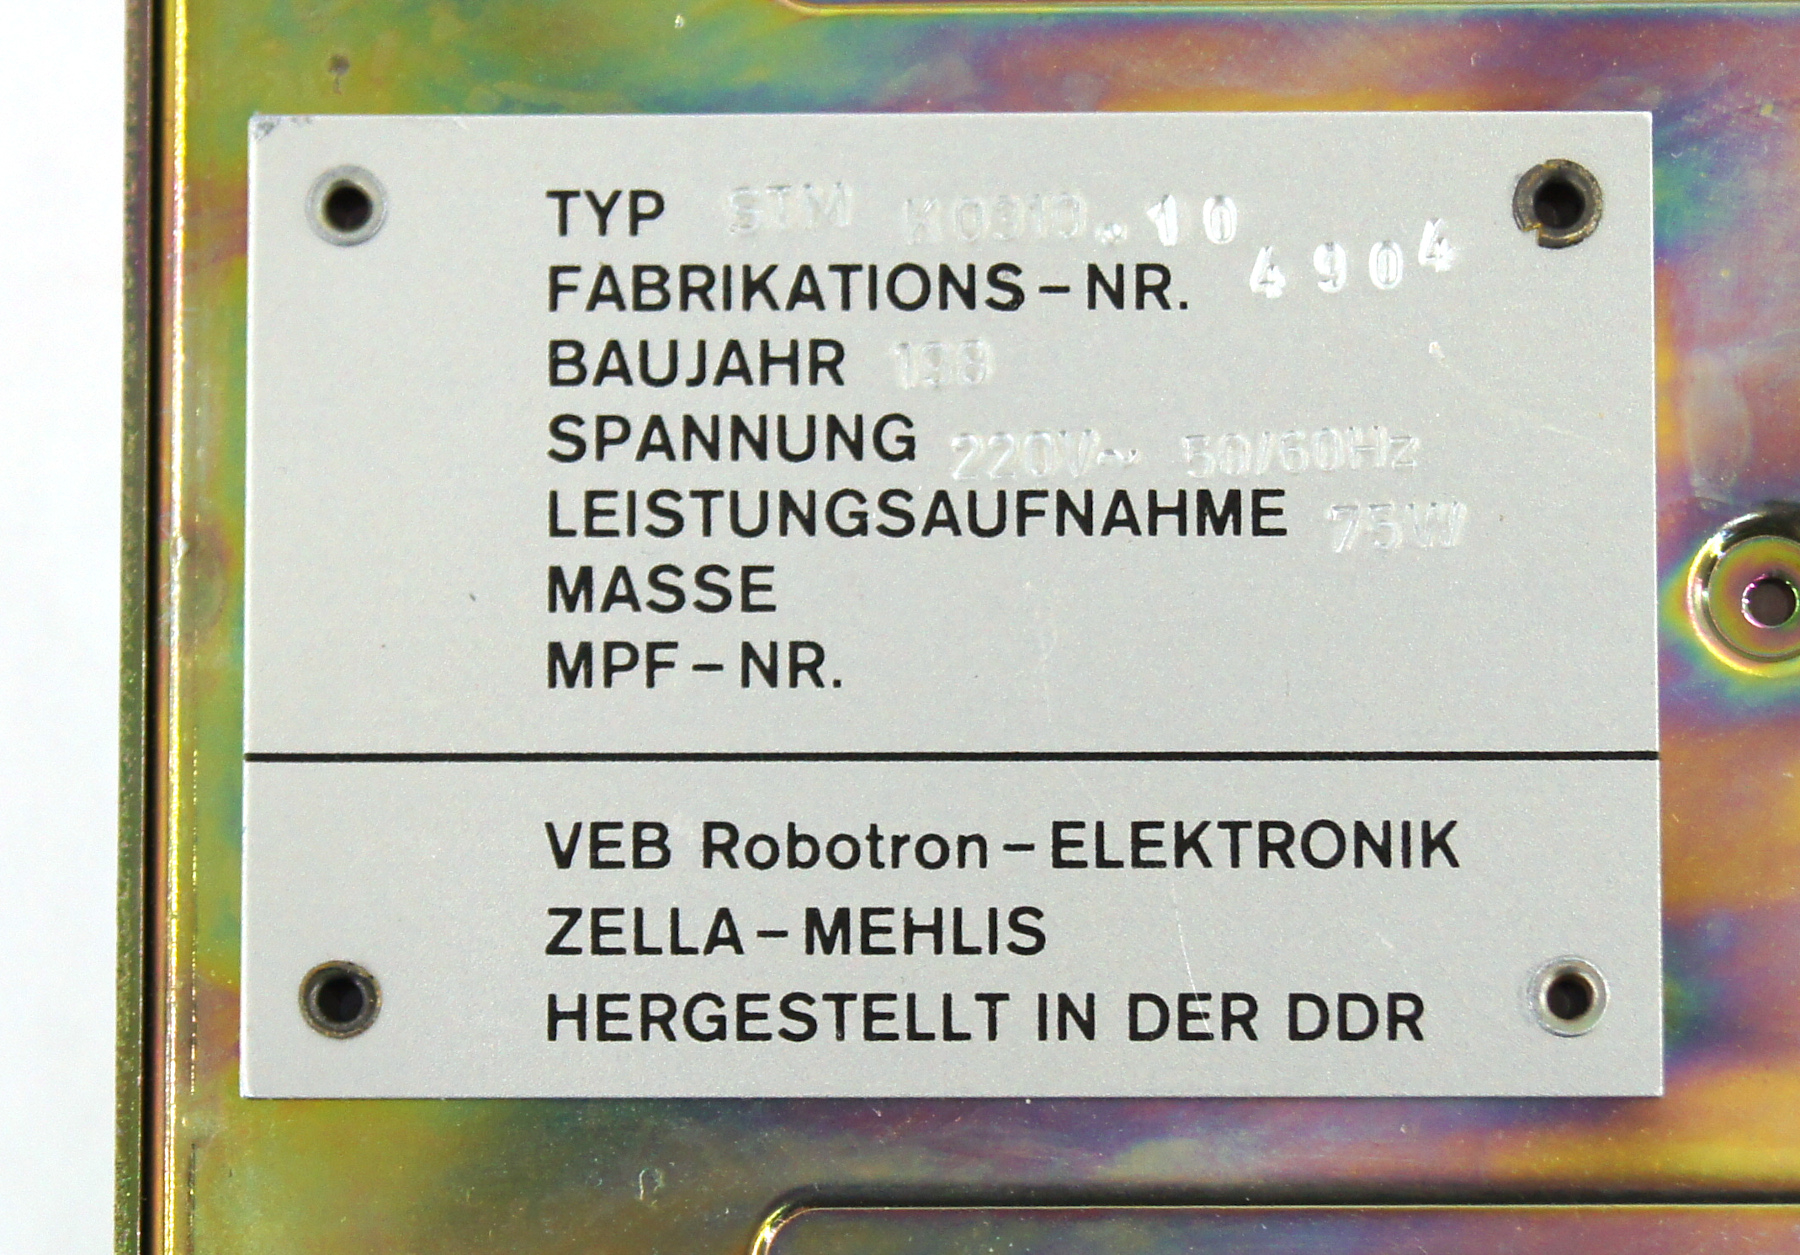 TYP STM K0313.10
FABRIKATIONS-NR. 4904
BAUJAHR 198
SPANNUNG 220V~ 50/60Hz
LEISTUNGSAUFNAHME 75W
MASSE
MPF-NR.
VEB Robotron-ELEKTRONIK
ZELLA-MEHLIS
HERGESTELLT IN DER DDR